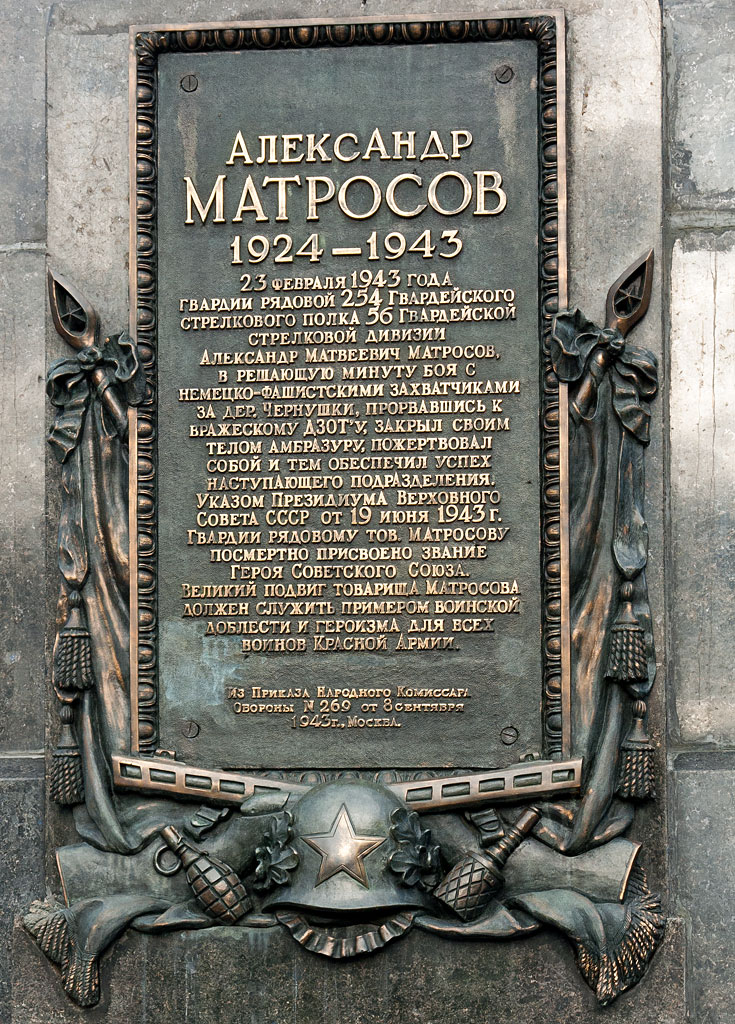 Александр
Матросов
1924–1943
23 февраля 1943 года
гвардии рядовой 254 Гвардейского
стрелкового полка 56 Гвардейской
стрелковой дивизии
Александр Матвеевич Матросов,
в решающую минуту боя с
немецко-фашистскими захватчиками
за дер. Чернушки, прорвавшись к
вражескому ДЗОТ'у, закрыл своим
телом амбразуру, пожертвовал
собой и тем обеспечил успех
наступающего подразделения.
Указом Президиума Верховного
Совета СССР от 19 июня 1943 г.
Гвардии рядовому тов. Матросову
посмертно присвоено звание
Героя Советского Союза.
Великий подвиг товарища Матросова
должен служить примером воинской
доблести и героизма для всех
воинов Красной Армии.
Из Приказа Народного Комиссара
Обороны N 269 от 8 сентября
1943 г., Москва.